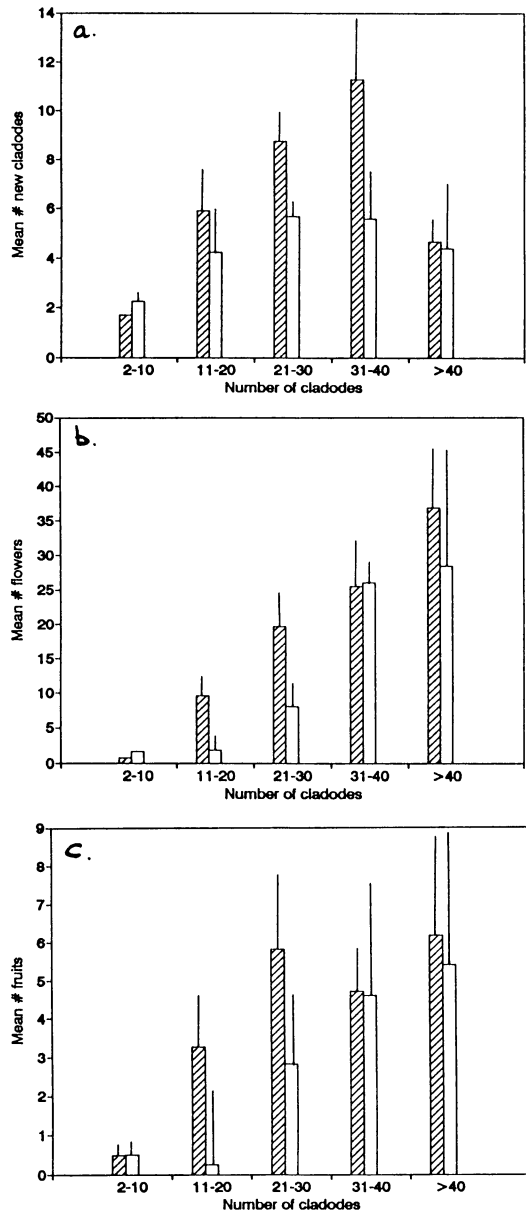 a.
14
12
10
8
6
4
2
0
Mean # new cladodes
2-10 11-20 21-30 31-40 >40
Number of cladodes
b.
50
45
40
35
30
25
20
15
10
5
0
Mean # flowers
2-10 11-20 21-30 31-40 >40
Number of cladodes
c.
9
8
7
6
5
4
3
2
1
0
Mean # fruits
2-10 11-20 21-30 31-40 >40
Number of cladodes